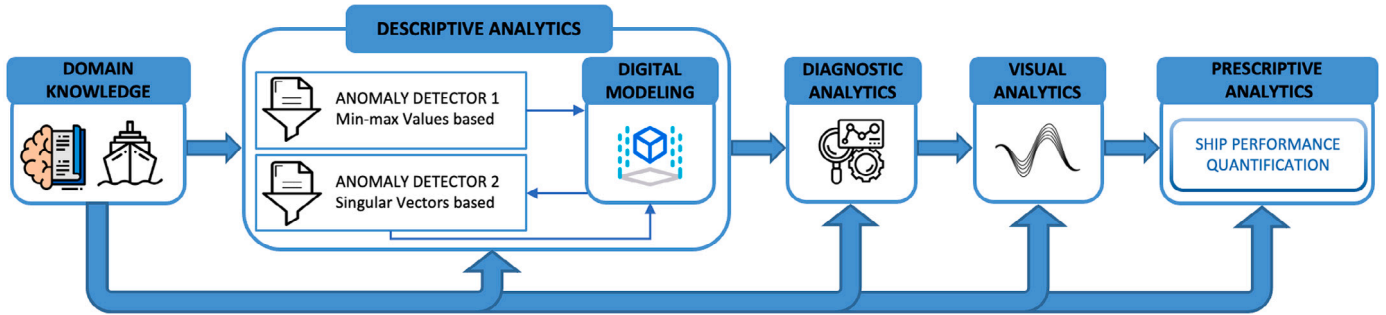 DOMAIN
KNOWLEDGE
DESCRIPTIVE ANALYTICS
ANOMALY DETECTOR 1
Min-max Values based
ANOMALY DETECTOR 2
Singular Vectors based
DIGITAL
MODELING
DIAGNOSTIC
ANALYTICS
VISUAL
ANALYTICS
PRESCRIPTIVE
ANALYTICS
SHIP PERFORMANCE
QUANTIFICATION